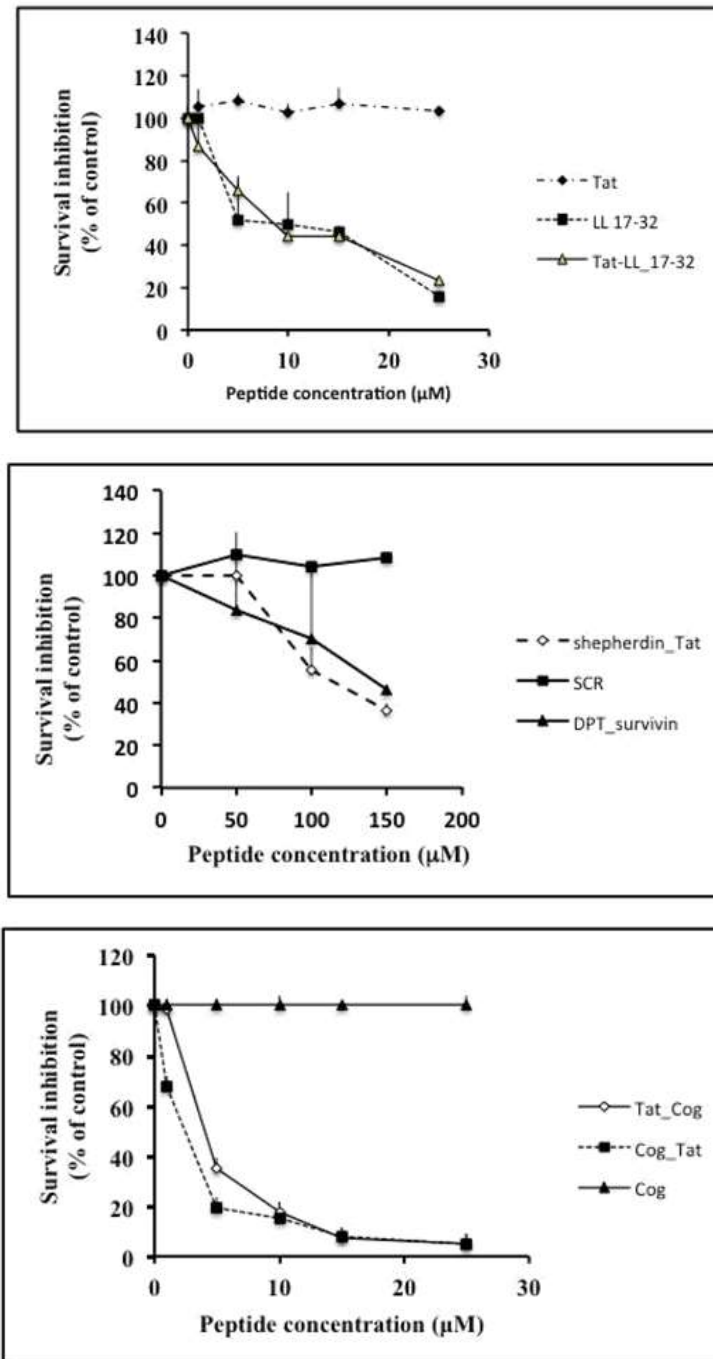 140
120
100
80
60
40
20
0
Survival inhibition
(% of control)
0 10 20 30
Peptide concentration (µM)
Tat
LL 17-32
Tat-LL_17-32
140
120
100
80
60
40
20
0
Survival inhibition
(% of control)
0 50 100 150 200
Peptide concentration (µM)
shepherdin_Tat
SCR
DPT_survivin
120
100
80
60
40
20
0
Survival inhibition
(% of control)
0 10 20 30
Peptide concentration (µM)
Tat_Cog
Cog_Tat
Cog